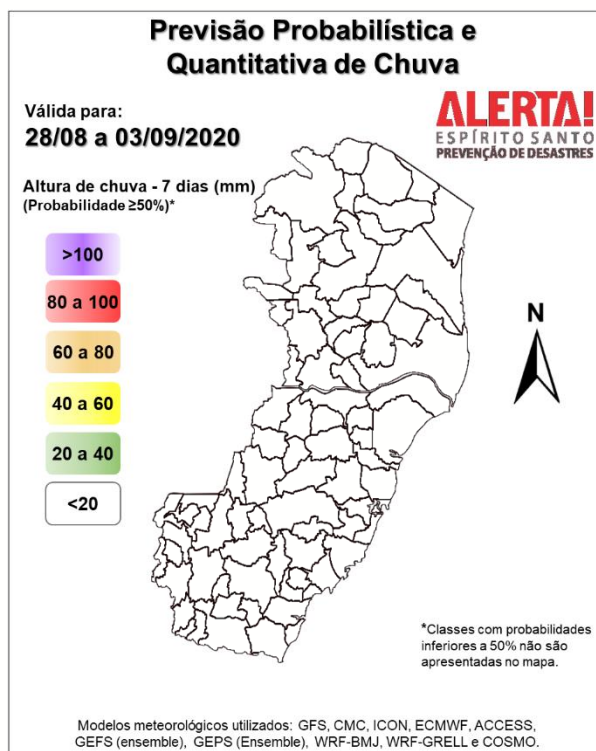 Previsão Probabilística e
Quantitativa de Chuva
Válida para:
28/08 a 03/09/2020
ALERTA!
ESPÍRITO SANTO
PREVENÇÃO DE DESASTRES
Altura de chuva - 7 dias (mm)
(Probabilidade ≥50%)*
>100
80 a 100
60 a 80
40 a 60
20 a 40
<20
N
*Classes com probabilidades
inferiores a 50% não são
apresentadas no mapa.
Modelos meteorológicos utilizados: GFS, CMC, ICON, ECMWF, ACCESS,
GEFS (ensemble), GEPS (Ensemble), WRF-BMJ, WRF-GRELL e COSMO.